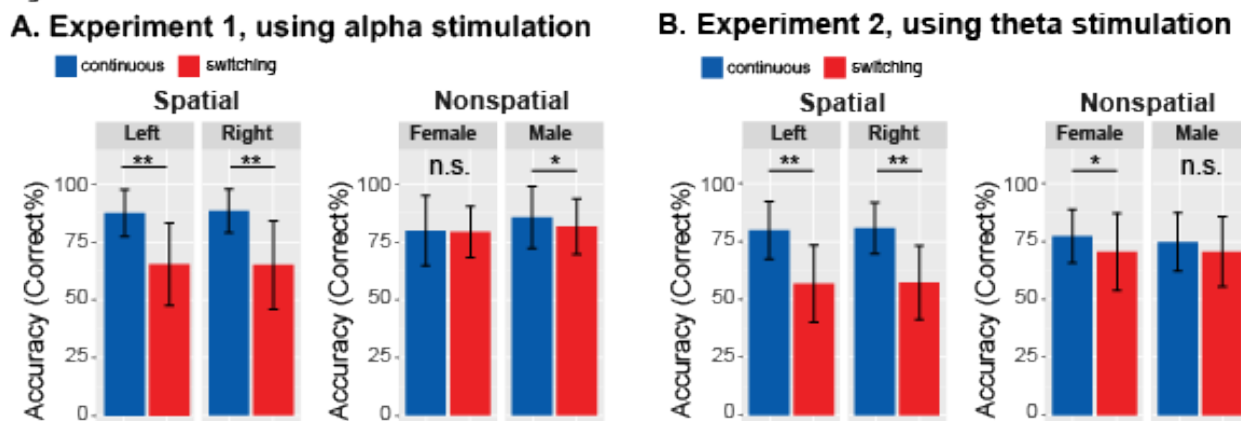 A. Experiment 1, using alpha stimulation
continuous switching
Spatial Nonspatial
Left Right Female Male
** ** n.s. *
Accuracy (Correct%)
100
75
50
25
0
Accuracy (Correct%)
100
75
50
25
0
B. Experiment 2, using theta stimulation
continuous switching
Spatial Nonspatial
Left Right Female Male
** ** * n.s.
Accuracy (Correct%)
100
75
50
25
0
Accuracy (Correct%)
100
75
50
25
0